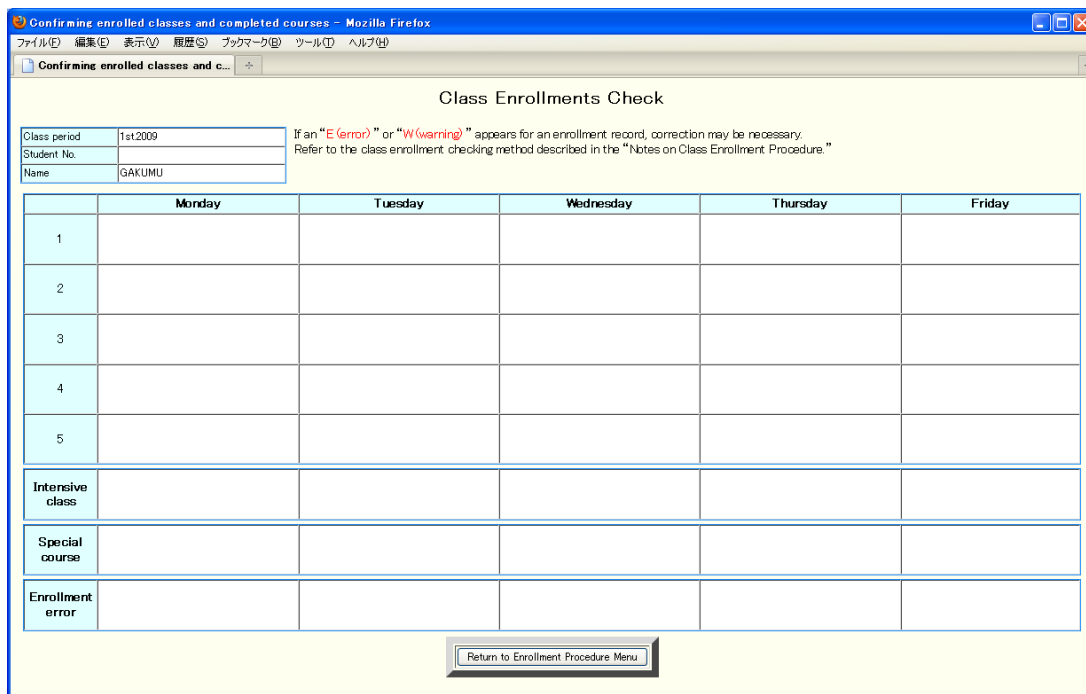 Confirming enrolled classes and completed courses - Mozilla Firefox
ファイル(F) 編集(E) 表示(V) 履歴(S) ブックマーク(B) ツール(T) ヘルプ(H)
Confirming enrolled classes and c...
Class Enrollments Check
Class period 1st.2009
Student No.
Name GAKUMU
If an “E (error)” or “W (warning)” appears for an enrollment record, correction may be necessary.
Refer to the class enrollment checking method described in the “Notes on Class Enrollment Procedure.”
Monday Tuesday Wednesday Thursday Friday
1
2
3
4
5
Intensive
class
Special
course
Enrollment
error
Return to Enrollment Procedure Menu